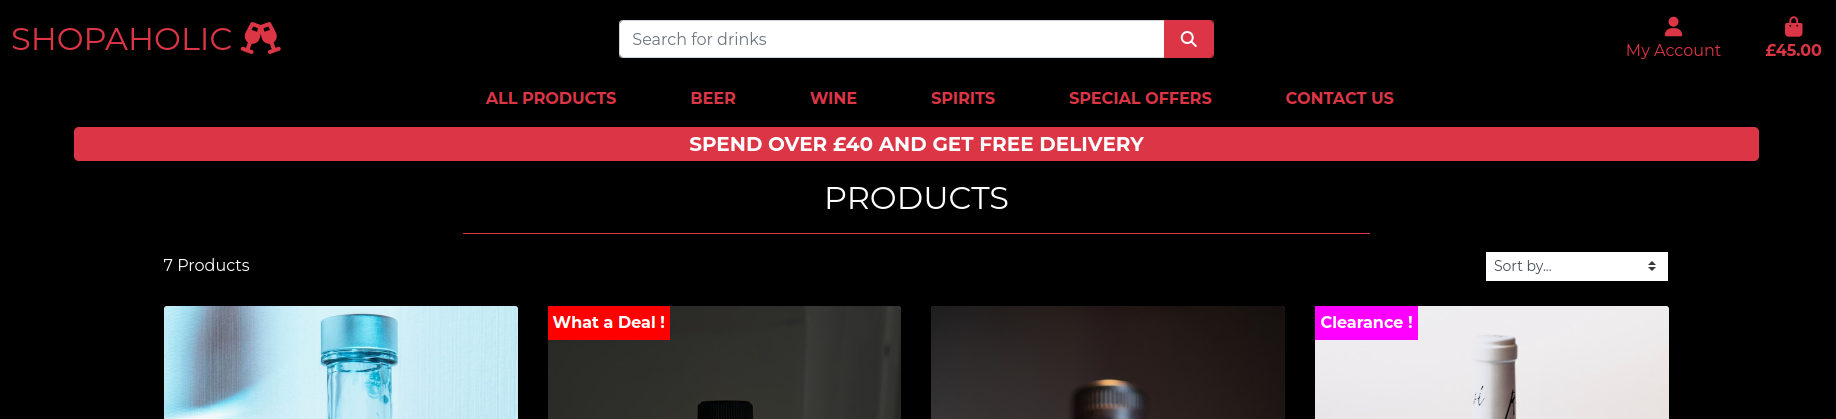 SHOPAHOLIC
Search for drinks
My Account
£45.00
ALL PRODUCTS
BEER
WINE
SPIRITS
SPECIAL OFFERS
CONTACT US
SPEND OVER £40 AND GET FREE DELIVERY
PRODUCTS
7 Products
Sort by...
What a Deal !
Clearance !